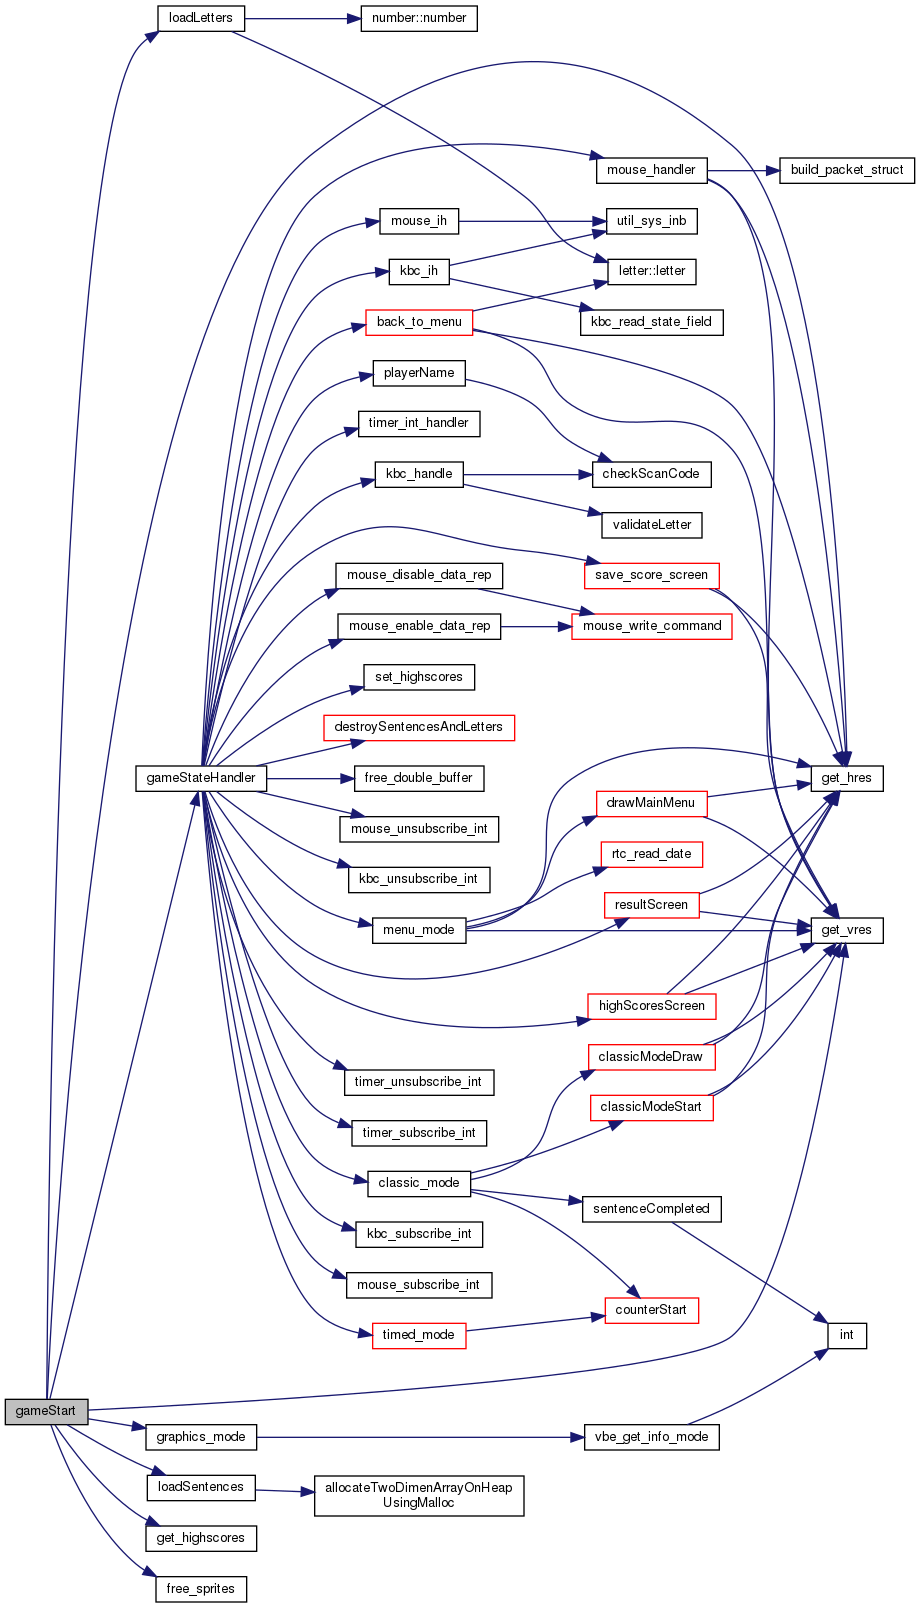 loadLetters
number::number
mouse_handler
build_packet_struct
mouse_ih
util_sys_inb
kbc_ih
letter::letter
back_to_menu
kbc_read_state_field
playerName
timer_int_handler
kbc_handle
checkScanCode
validateLetter
mouse_disable_data_rep
save_score_screen
mouse_enable_data_rep
mouse_write_command
set_highscores
destroySentencesAndLetters
gameStateHandler
free_double_buffer
get_hres
mouse_unsubscribe_int
drawMainMenu
kbc_unsubscribe_int
rtc_read_date
menu_mode
resultScreen
get_vres
highScoresScreen
timer_unsubscribe_int
classicModeDraw
timer_subscribe_int
classicModeStart
classic_mode
sentenceCompleted
kbc_subscribe_int
mouse_subscribe_int
counterStart
timed_mode
int
gameStart
graphics_mode
vbe_get_info_mode
loadSentences
allocateTwoDimenArrayOnHeap
UsingMalloc
get_highscores
free_sprites